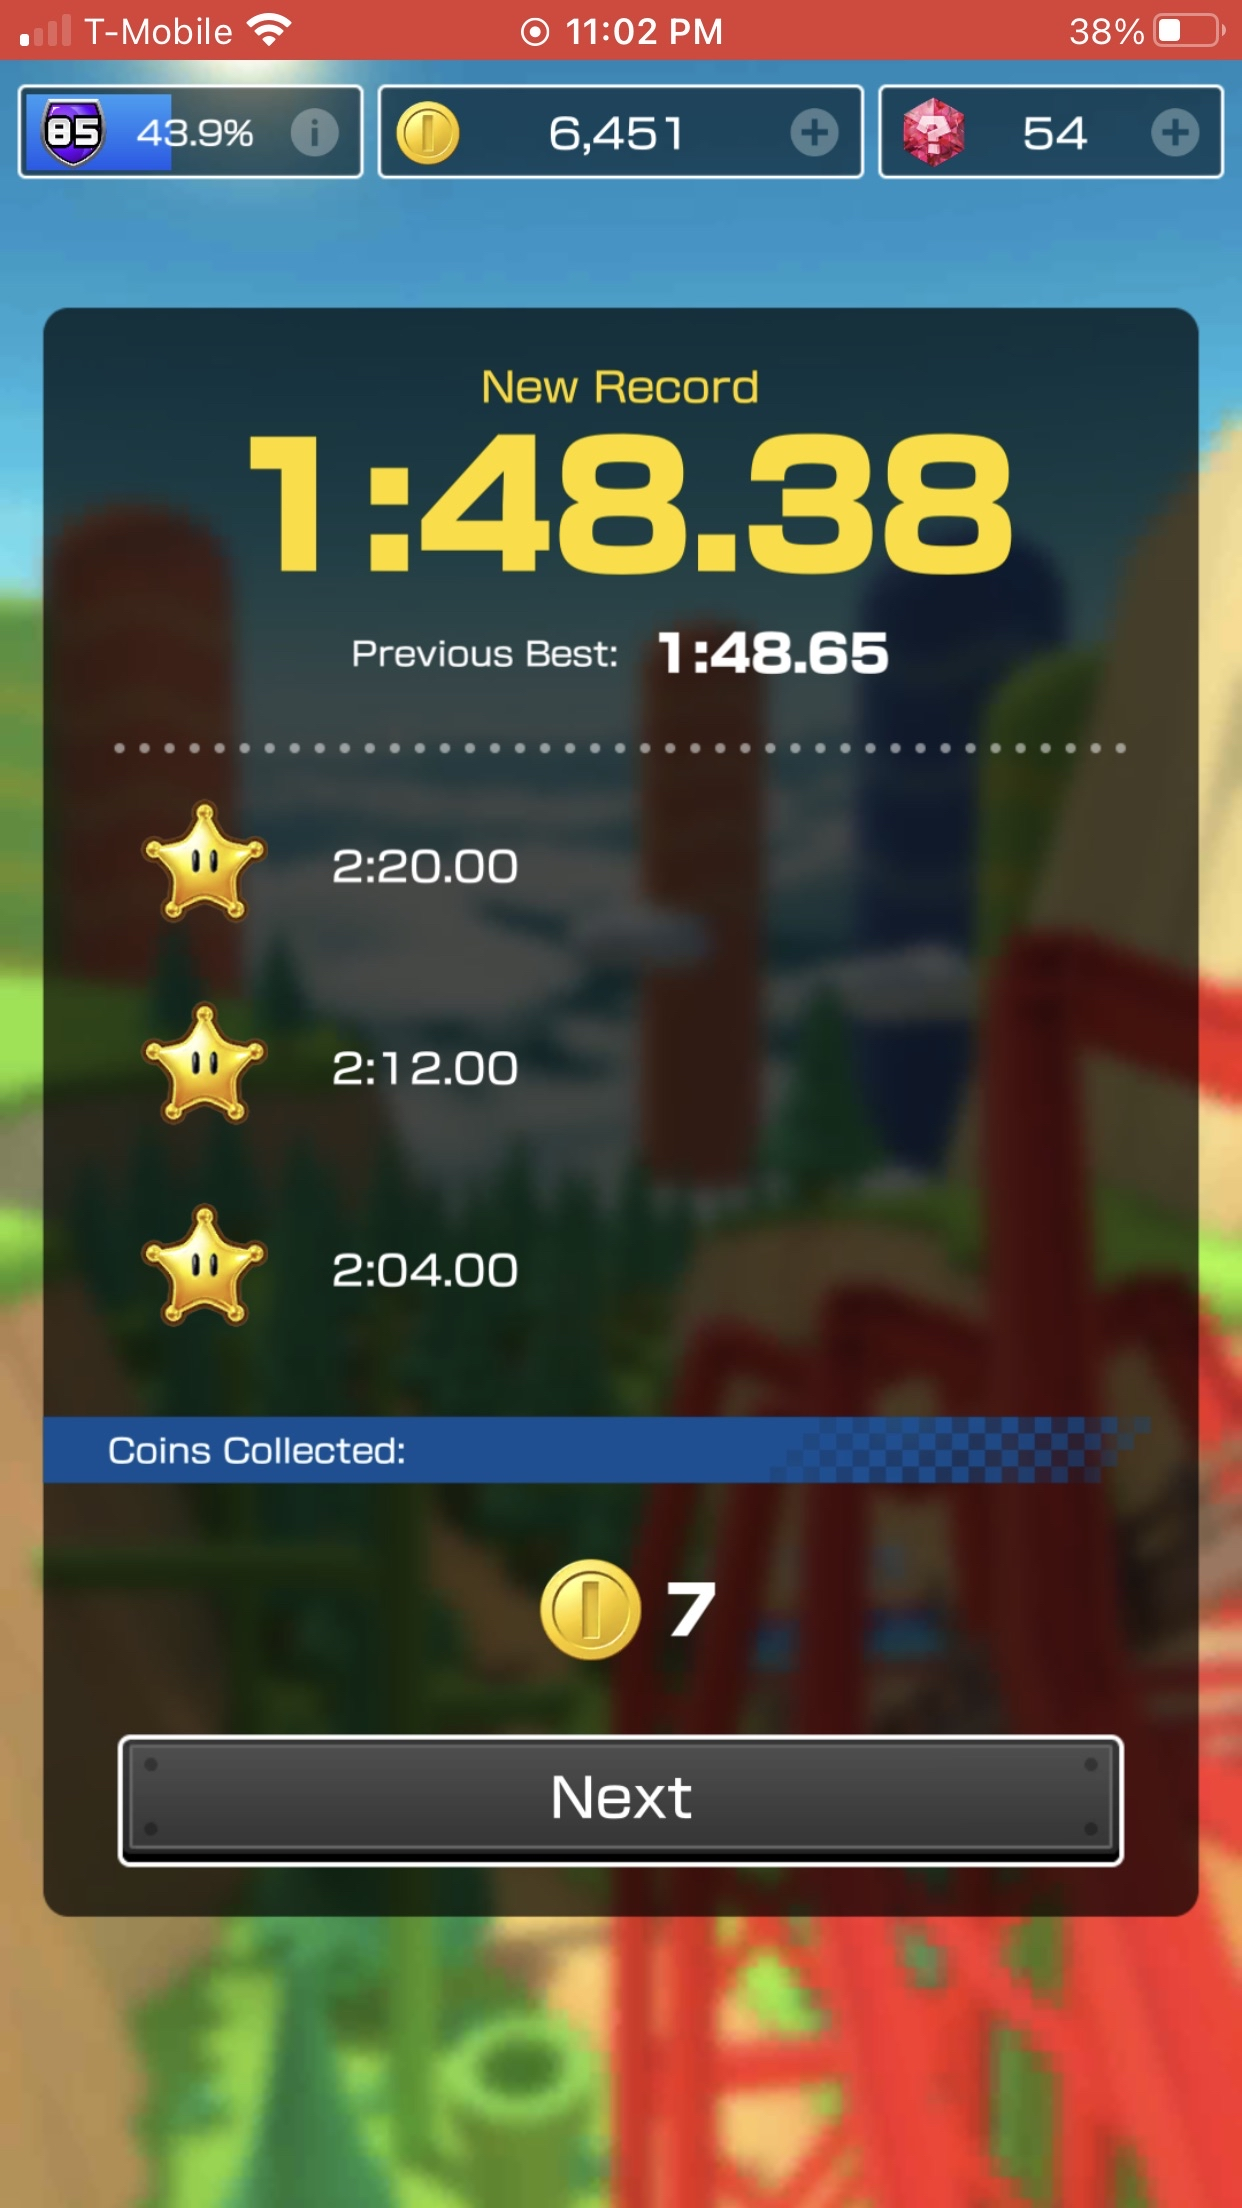 T-Mobile 11:02 PM 38%
85 43.9% i 6,451 + ? 54 +
New Record
1:48.38
Previous Best: 1:48.65
2:20.00
2:12.00
2:04.00
Coins Collected:
7
Next